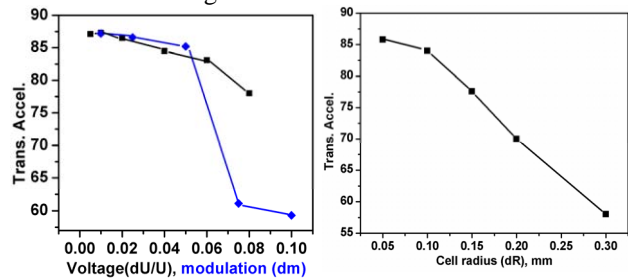 90
85
80
75
70
65
60
Trans. Accel.
0.00 0.02 0.04 0.06 0.08 0.10
Voltage(dU/U), modulation (dm)
90
85
80
75
70
65
60
55
Trans. Accel.
0.05 0.10 0.15 0.20 0.25 0.30
Cell radius (dR), mm